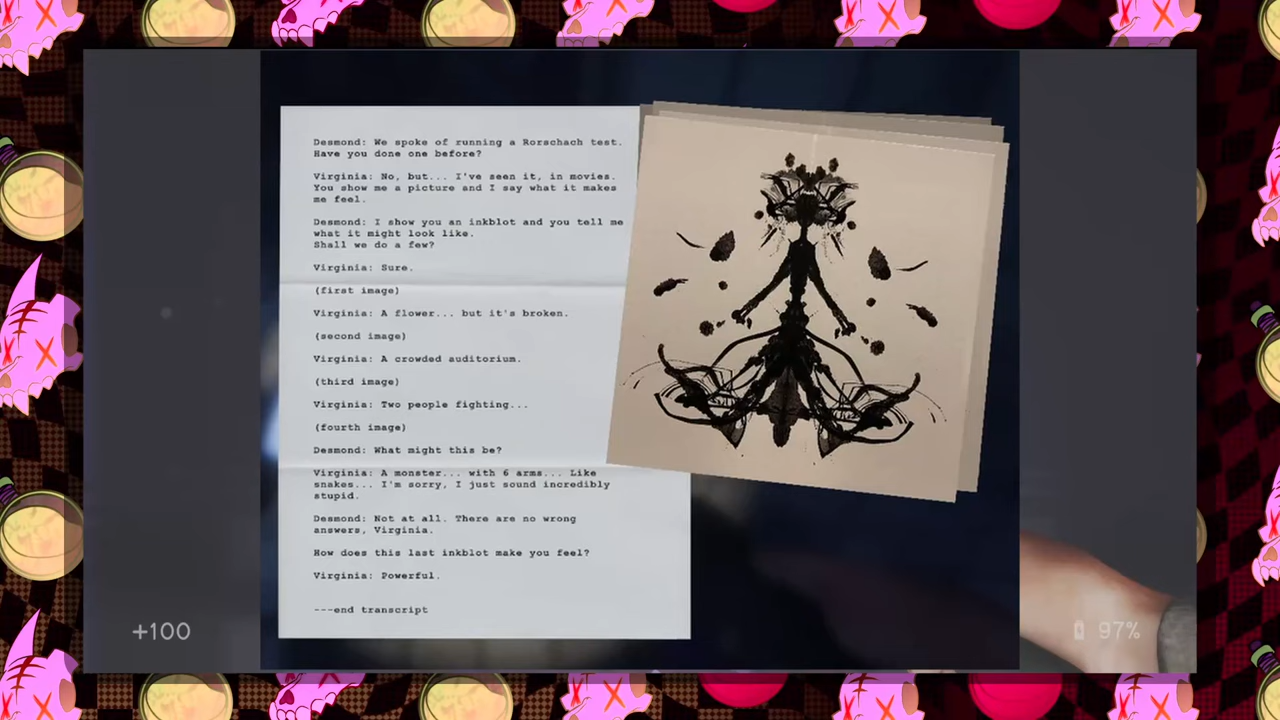 Desmond: We spoke of running a Rorschach test.
Have you done one before?
Virginia: No, but... I've seen it, in movies.
You show me a picture and I say what it makes
me feel.
Desmond: I show you an inkblot and you tell me
what it might look like.
Shall we do a few?
Virginia: Sure.
(first image)
Virginia: A flower... but it's broken.
(second image)
Virginia: A crowded auditorium.
(third image)
Virginia: Two people fighting...
(fourth image)
Desmond: What might this be?
Virginia: A monster... with 6 arms... Like
snakes... I'm sorry, I just sound incredibly
stupid.
Desmond: Not at all. There are no wrong
answers, Virginia.
How does this last inkblot make you feel?
Virginia: Powerful.
---end transcript
+100
97%